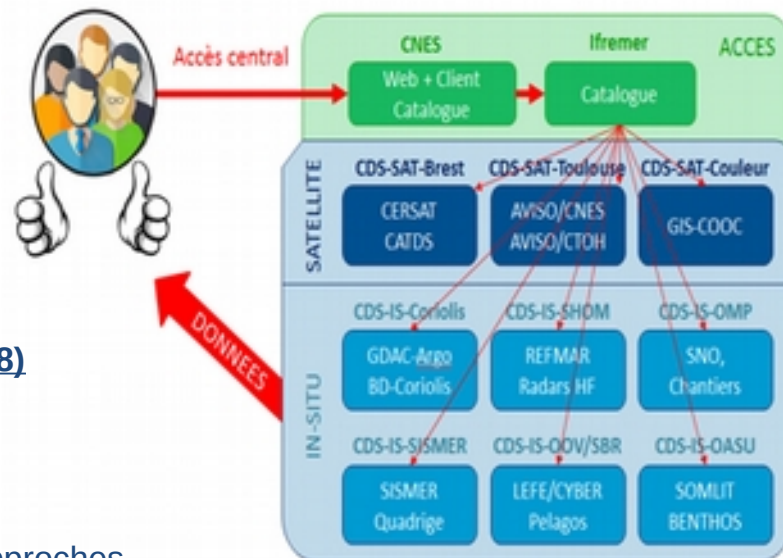 Accès central
CNES
Ifremer
ACCES
Web + Client
Catalogue
Catalogue
SATELLITE
CDS-SAT-Brest
CDS-SAT-Toulouse
CDS-SAT-Couleur
CERSAT
CATDS
AVISO/CNES
AVISO/CTOH
GIS-COOC
DONNEES
8)
IN-SITU
CDS-IS-Coriolis
CDS-IS-SHOM
CDS-IS-OMP
GDAC-Argo
BD-Coriolis
REFMAR
Radars HF
SNO,
Chantiers
CDS-IS-SISMER
CDS-IS-OOV/SBR
CDS-IS-OASU
SISMER
Quadrige
LEFE/CYBER
Pelagos
SOMLIT
BENTHOS